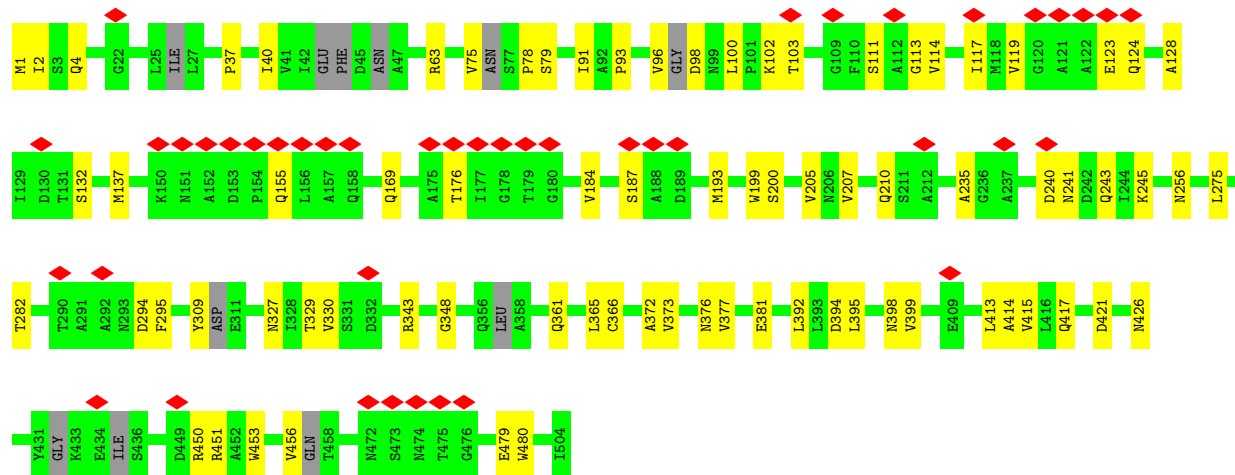 M1 I2 S3 Q4 G22 L25 ILE L27 P37 I40 V41 I42 GLU PHE D45 ASN A47 R63 V75 ASN S77 P78 S79 I91 A92 P93 V96 GLY D98 N99 L100 P101 K102 T103 G109 F110 S111 A112 G113 V114 I117 M118 V119 G120 A121 A122 E123 Q124 A128
I129 D130 T131 S132 M137 K150 N151 A152 D153 P154 Q155 L156 A157 Q158 Q169 A175 T176 I177 G178 T179 G180 V184 S187 A188 D189 M193 W199 S200 V205 N206 V207 Q210 S211 A212 A235 G236 A237 D240 N241 D242 Q243 I244 K245 N256 L275
T282 T290 A291 A292 N293 D294 F295 Y309 ASP E311 N327 I328 T329 V330 S331 D332 R343 G348 Q356 LEU A358 Q361 L365 C366 A372 V373 N376 V377 E381 L392 L393 D394 L395 N398 V399 E409 L413 A414 V415 L416 Q417 D421 N426
Y431 GLY K433 E434 ILE S436 D449 R450 R451 A452 W453 V456 GLN T458 N472 S473 N474 T475 G476 E479 W480 I504